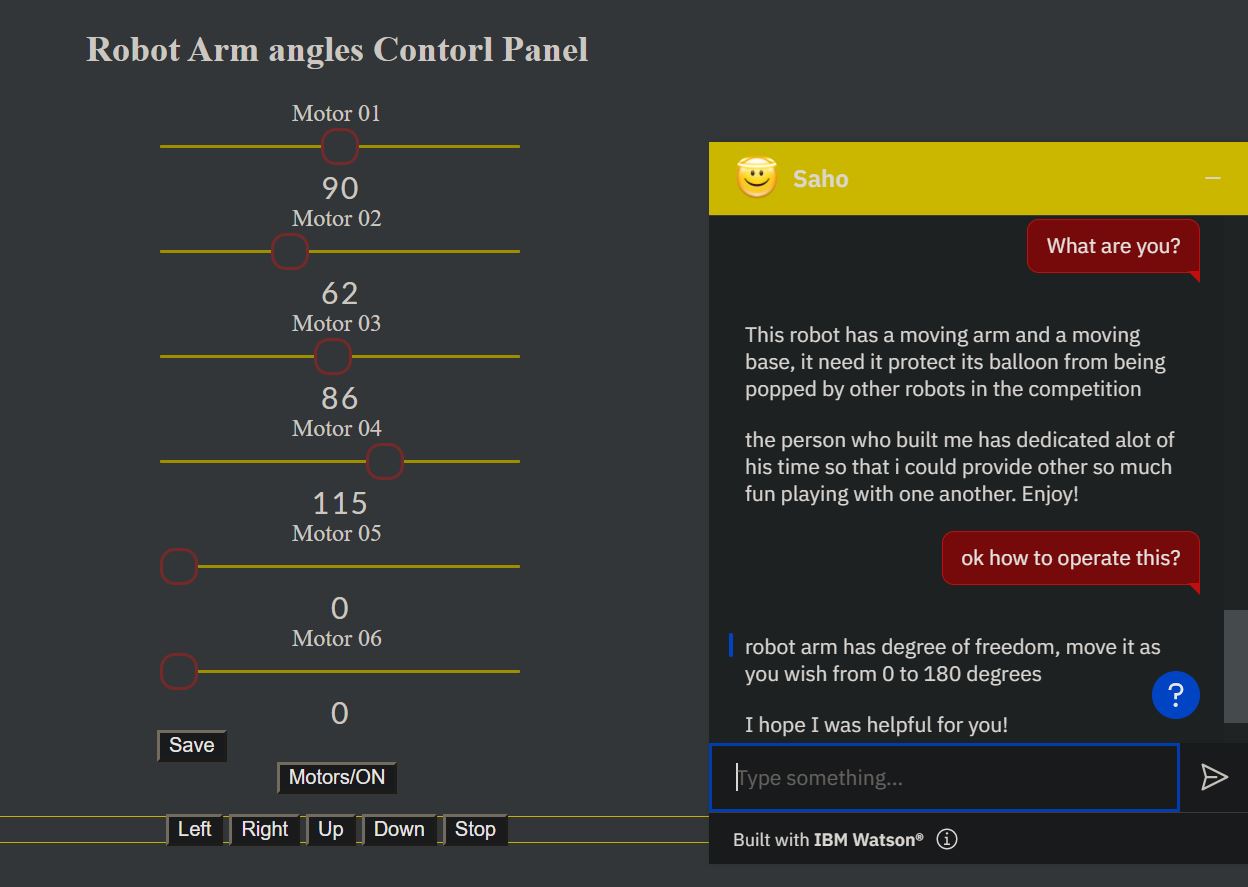 Robot Arm angles Contorl Panel
Motor 01
90
Motor 02
62
Motor 03
86
Motor 04
115
Motor 05
0
Motor 06
0
Save
Motors/ON
Left Right Up Down Stop
Saho
What are you?
This robot has a moving arm and a moving
base, it need it protect its balloon from being
popped by other robots in the competition
the person who built me has dedicated alot of
his time so that i could provide other so much
fun playing with one another. Enjoy!
ok how to operate this?
robot arm has degree of freedom, move it as
you wish from 0 to 180 degrees
?
I hope I was helpful for you!
Type something...
Built with IBM Watson®